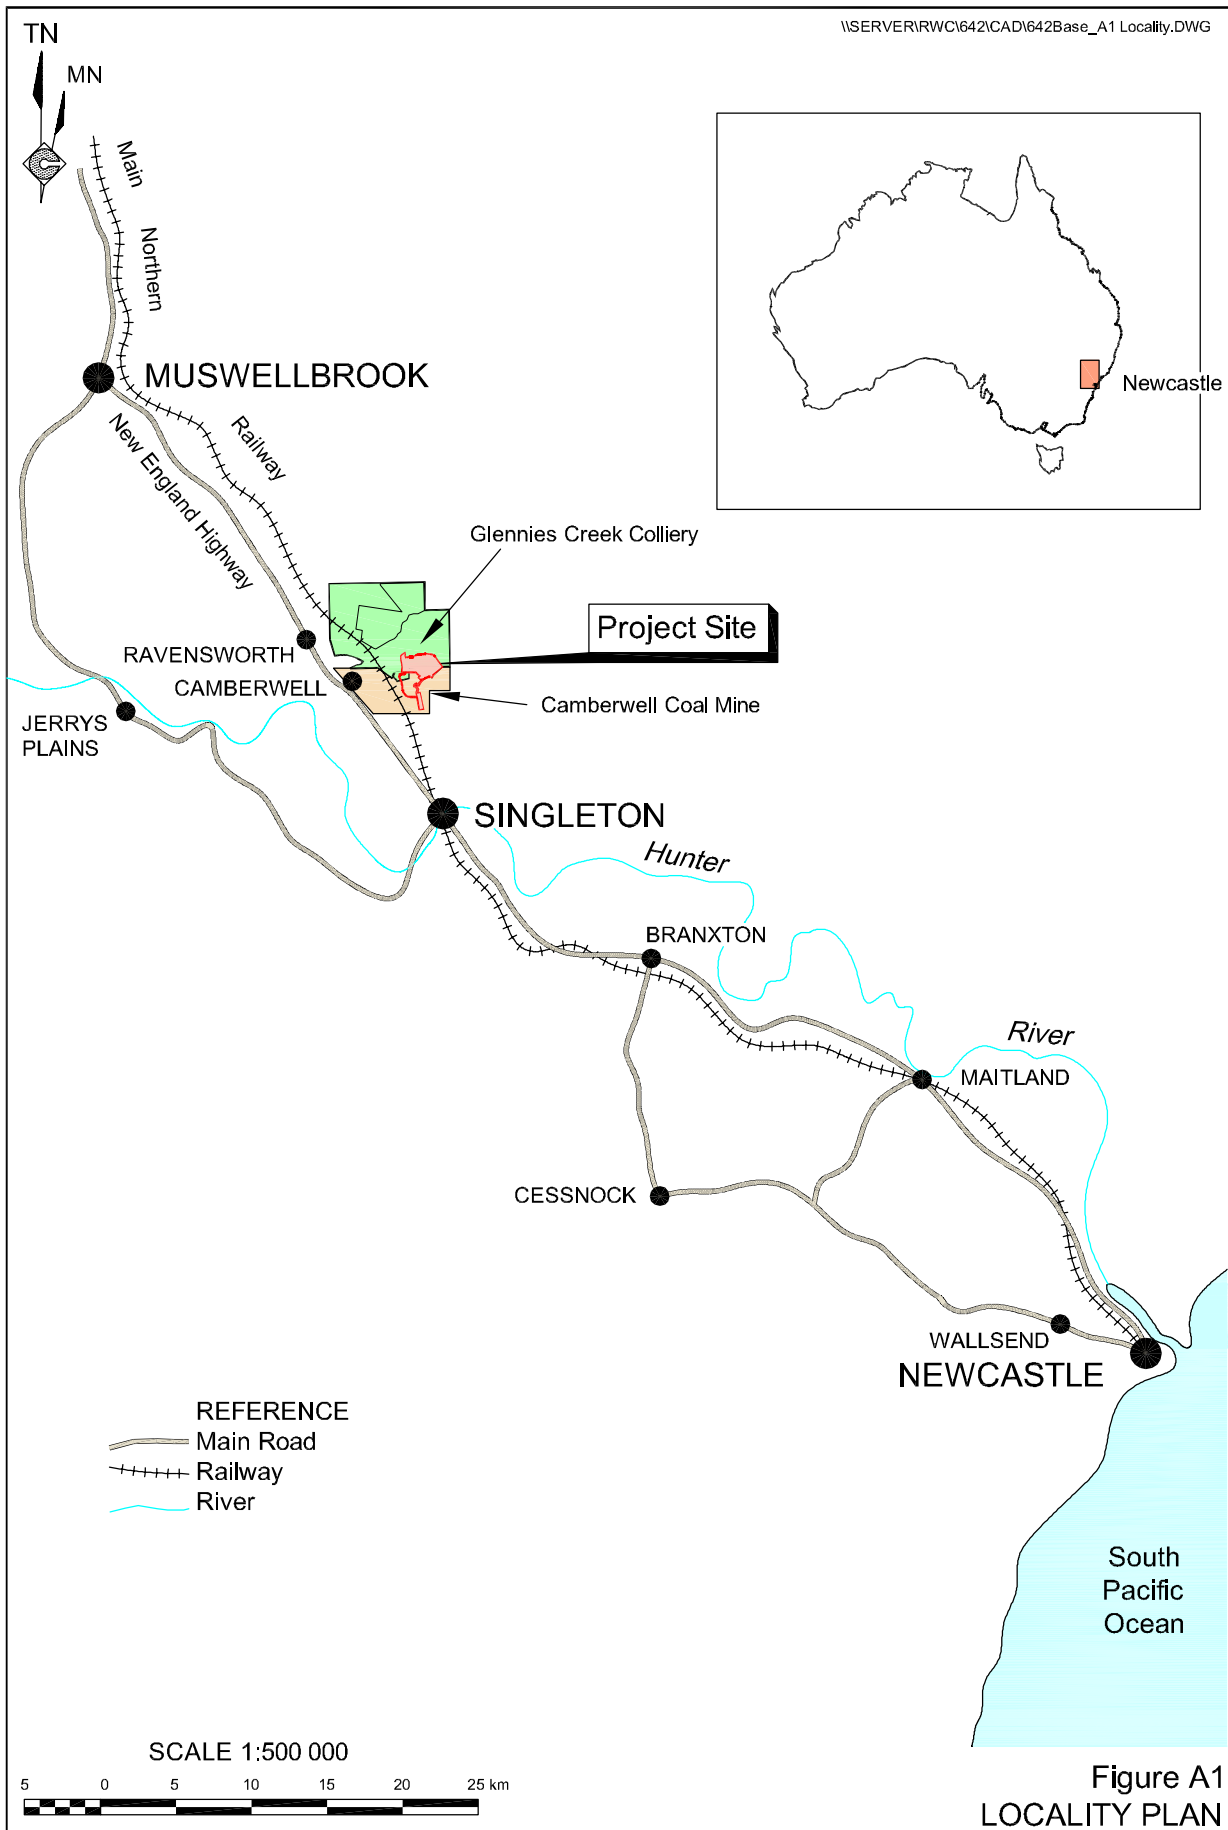 \\SERVER\RWC\642\CAD\642Base_A1 Locality.DWG
TN
MN
Main
Northern
Railway
Newcastle
MUSWELLBROOK
New England Highway
Glennies Creek Colliery
Project Site
RAVENSWORTH
CAMBERWELL
Camberwell Coal Mine
JERRYS
PLAINS
SINGLETON
Hunter
BRANXTON
River
MAITLAND
CESSNOCK
WALLSEND
NEWCASTLE
REFERENCE
Main Road
Railway
River
South
Pacific
Ocean
SCALE 1:500 000
5 0 5 10 15 20 25 km
Figure A1
LOCALITY PLAN